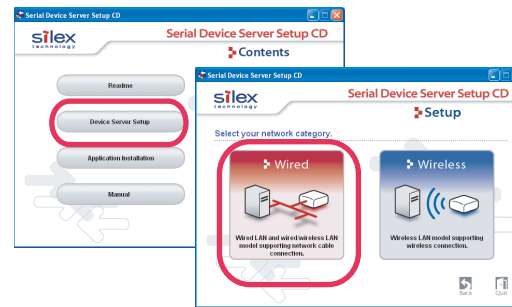 Serial Device Server Setup CD
silex
technology
Serial Device Server Setup CD
Contents
Readme
Device Server Setup
Application Installation
Manual
Serial Device Server Setup CD
silex
technology
Serial Device Server Setup CD
Setup
Select your network category.
Wired
Wired LAN and wired/wireless LAN
model supporting network cable
connection.
Wireless
Wireless LAN model supporting
wireless connection.
Back
Quit